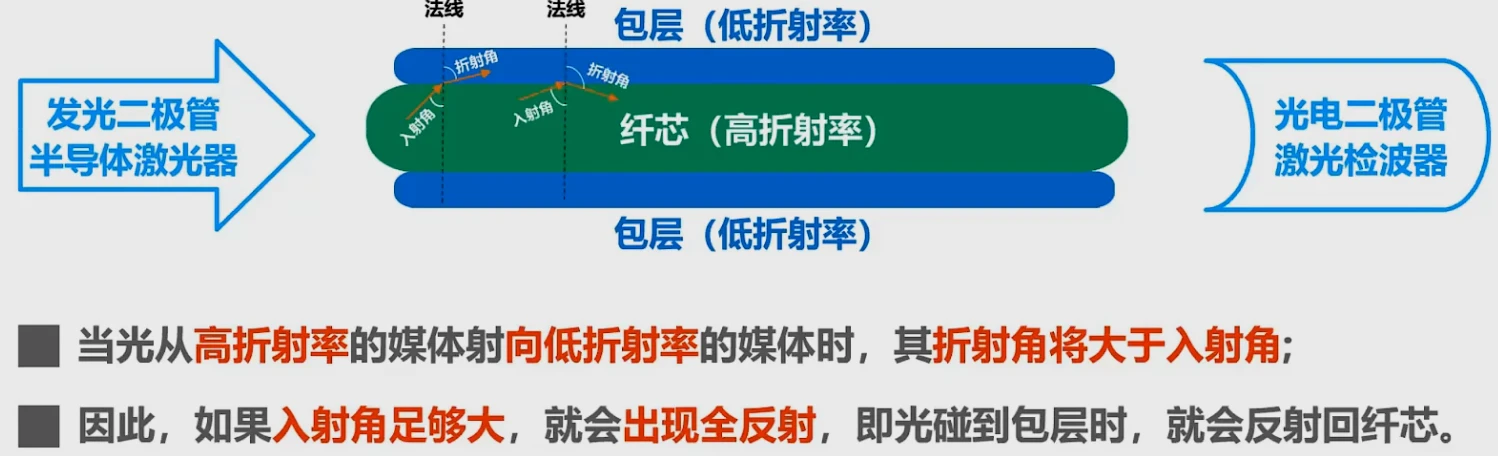 法线
法线
包层（低折射率）
折射角
折射角
入射角
入射角
发光二极管
半导体激光器
纤芯（高折射率）
光电二极管
激光检波器
包层（低折射率）
当光从高折射率的媒体射向低折射率的媒体时，其折射角将大于入射角;
因此，如果入射角足够大，就会出现全反射，即光碰到包层时，就会反射回纤芯。